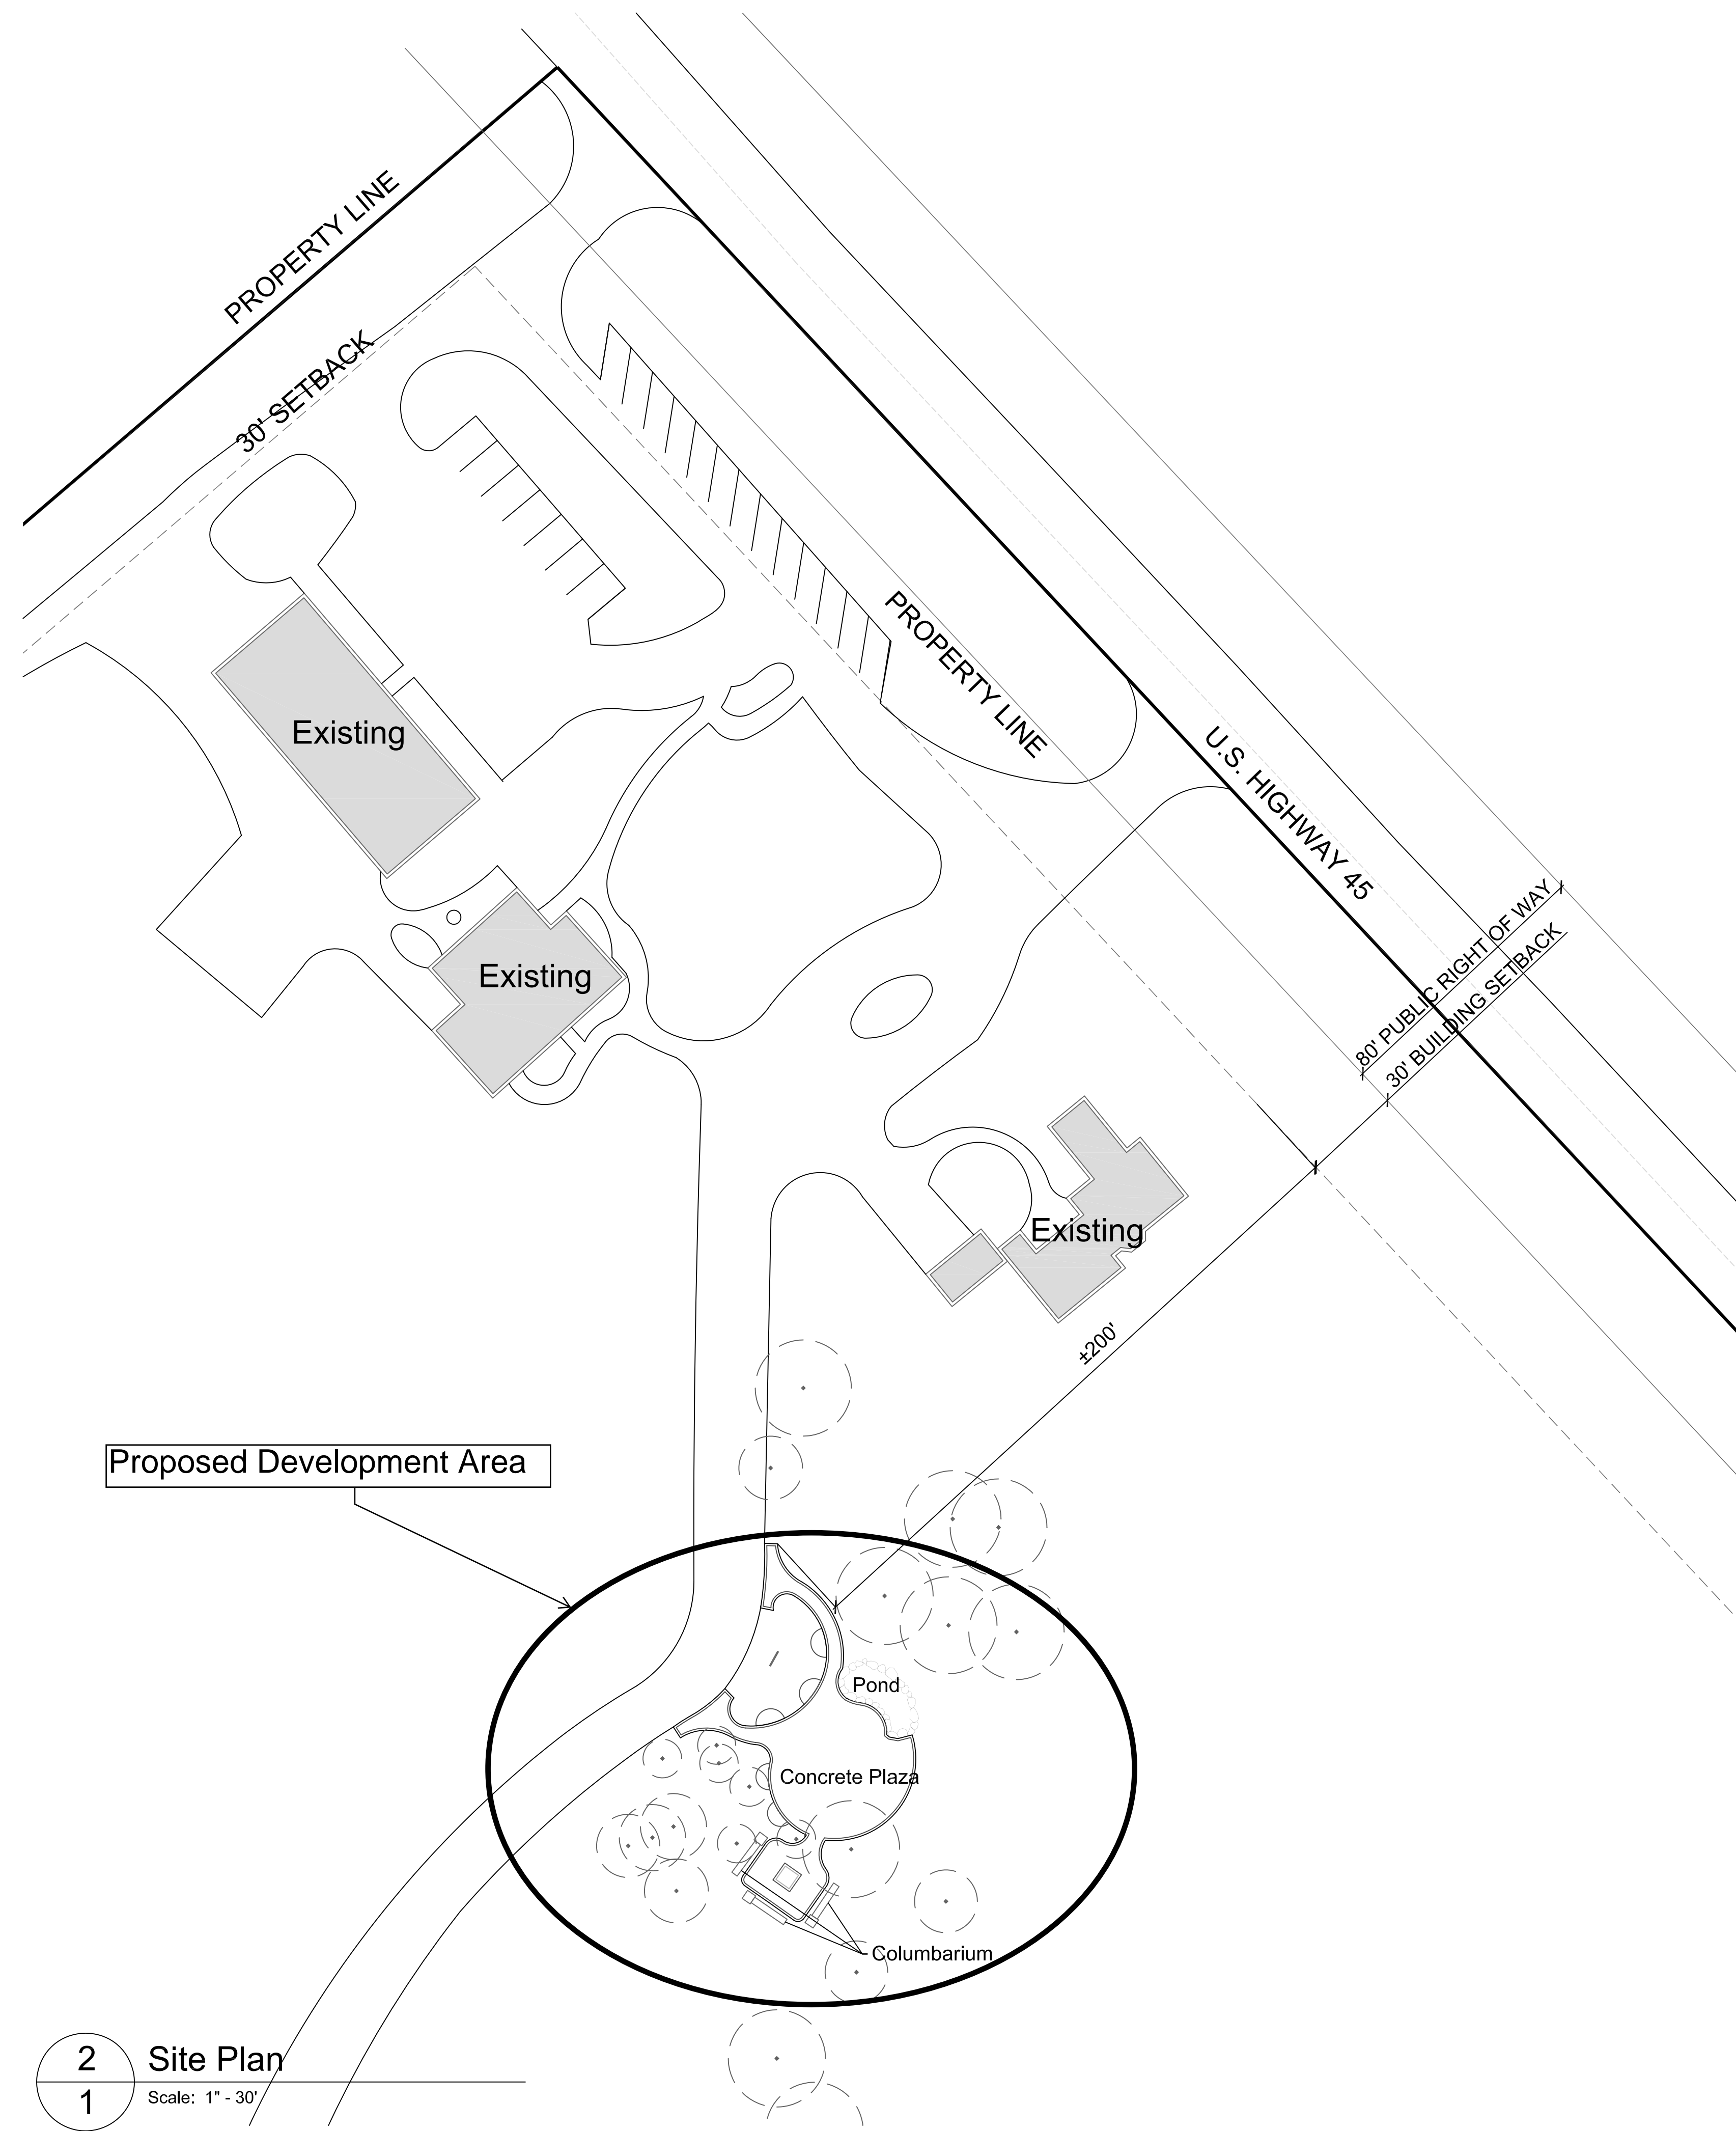 PROPERTY LINE
30' SETBACK
PROPERTY LINE
U.S. HIGHWAY 45
80' PUBLIC RIGHT OF WAY
30' BUILDING SETBACK
Existing
Existing
Existing
±200'
Proposed Development Area
Pond
Concrete Plaza
Columbarium
2
1
Site Plan
Scale: 1" - 30'